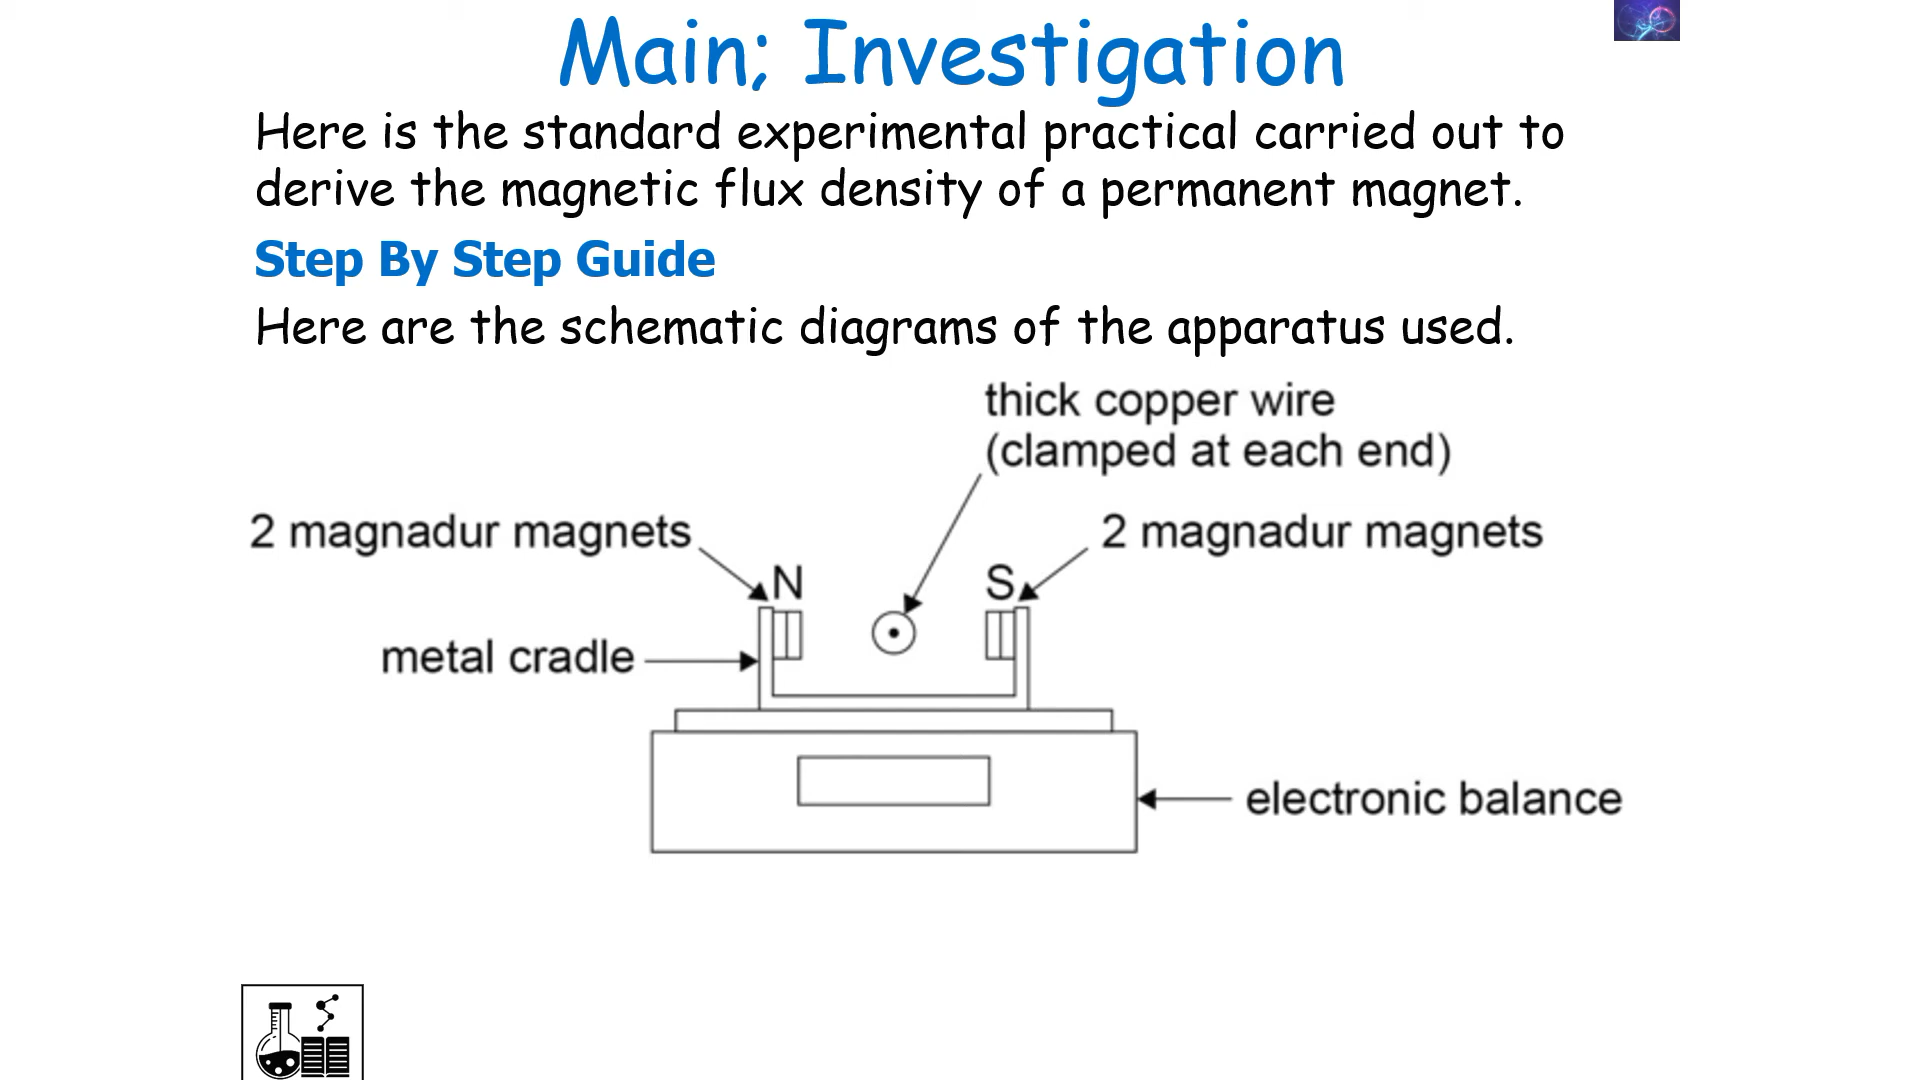 Main; Investigation
Here is the standard experimental practical carried out to
derive the magnetic flux density of a permanent magnet.
Step By Step Guide
Here are the schematic diagrams of the apparatus used.
thick copper wire
(clamped at each end)
2 magnadur magnets
2 magnadur magnets
N
S
metal cradle
electronic balance